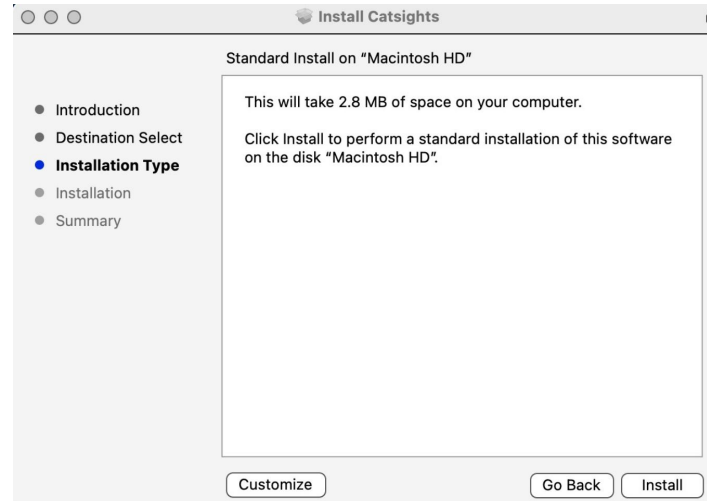 Install Catsights
Standard Install on “Macintosh HD”
Introduction
Destination Select
Installation Type
Installation
Summary
This will take 2.8 MB of space on your computer.
Click Install to perform a standard installation of this software
on the disk “Macintosh HD”.
Customize
Go Back
Install